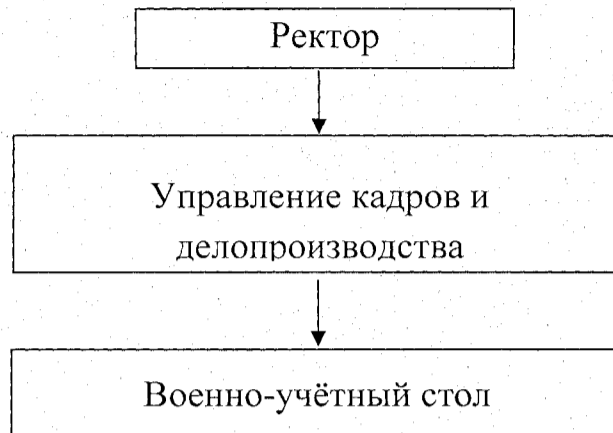 Ректор
Управление кадров и
делопроизводства
Военно-учётный стол